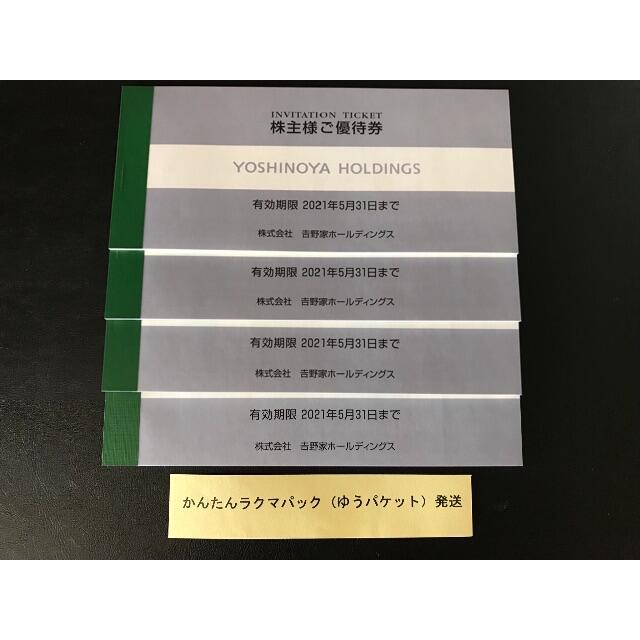 INVITATION TICKET
株主様ご優待券
YOSHINOYA HOLDINGS
有効期限 2021年5月31日まで
株式会社 吉野家ホールディングス
有効期限 2021年5月31日まで
株式会社 吉野家ホールディングス
有効期限 2021年5月31日まで
株式会社 吉野家ホールディングス
有効期限 2021年5月31日まで
株式会社 吉野家ホールディングス
かんたんラクマパック（ゆうパケット）発送